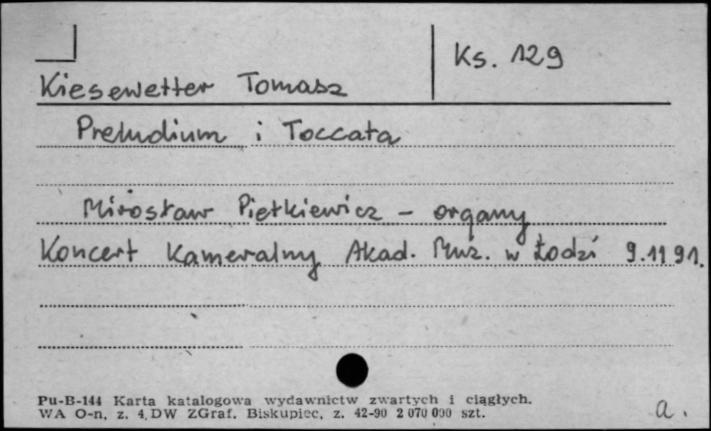 Ks. 129
Kiesewetter Tomasz
Preludium i Toccata
Mirosław Pietkiewicz - organy
Koncert Kameralny Akad. Muz. w Łodzi 9.11 91.
Pu-B-144 Karta katalogowa wydawnictw zwartych i ciągłych.
WA O-n, z. 4, DW ZGraf. Biskupiec, z. 42-90 2 070 000 szt.
a.